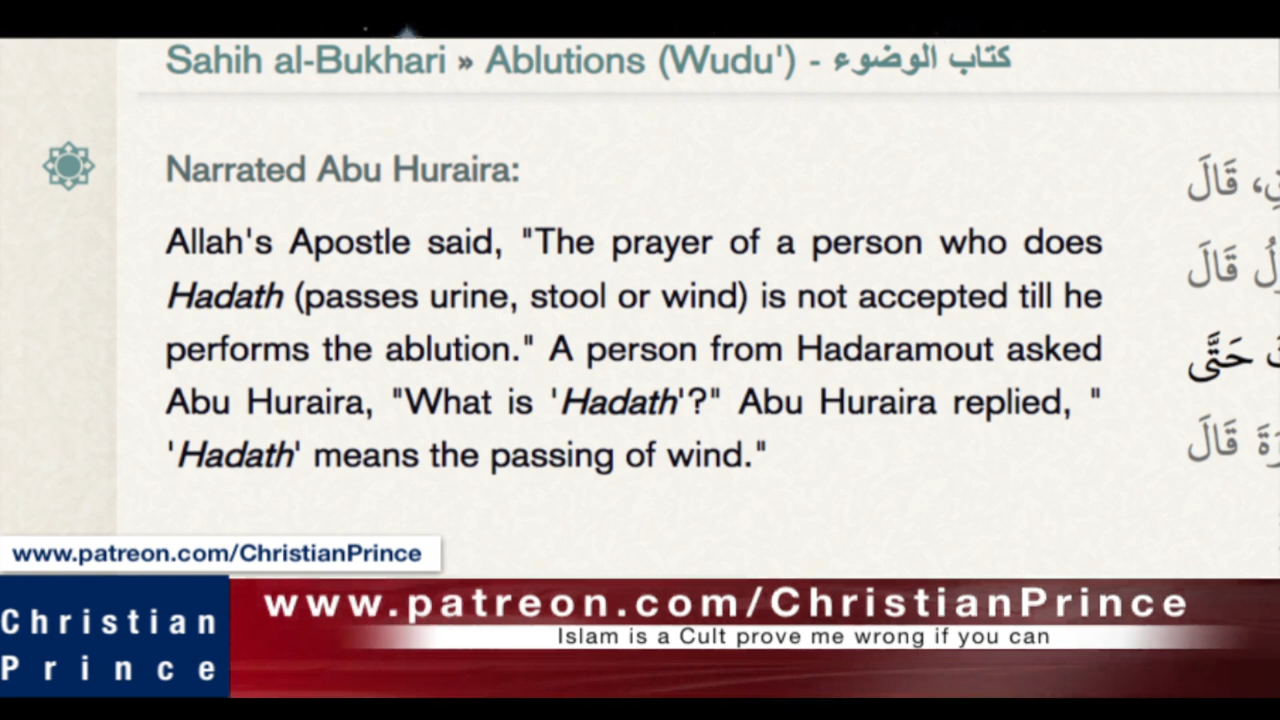 Sahih al-Bukhari » Ablutions (Wudu') - كتاب الوضوء
Narrated Abu Huraira:
Allah's Apostle said, "The prayer of a person who does
Hadath (passes urine, stool or wind) is not accepted till he
performs the ablution." A person from Hadaramout asked
Abu Huraira, "What is 'Hadath'?" Abu Huraira replied, "
'Hadath' means the passing of wind."
قَالَ
قَالَ
حَتَّى
قَالَ
www.patreon.com/ChristianPrince
Christian
Prince
www.patreon.com/ChristianPrince
Islam is a Cult prove me wrong if you can